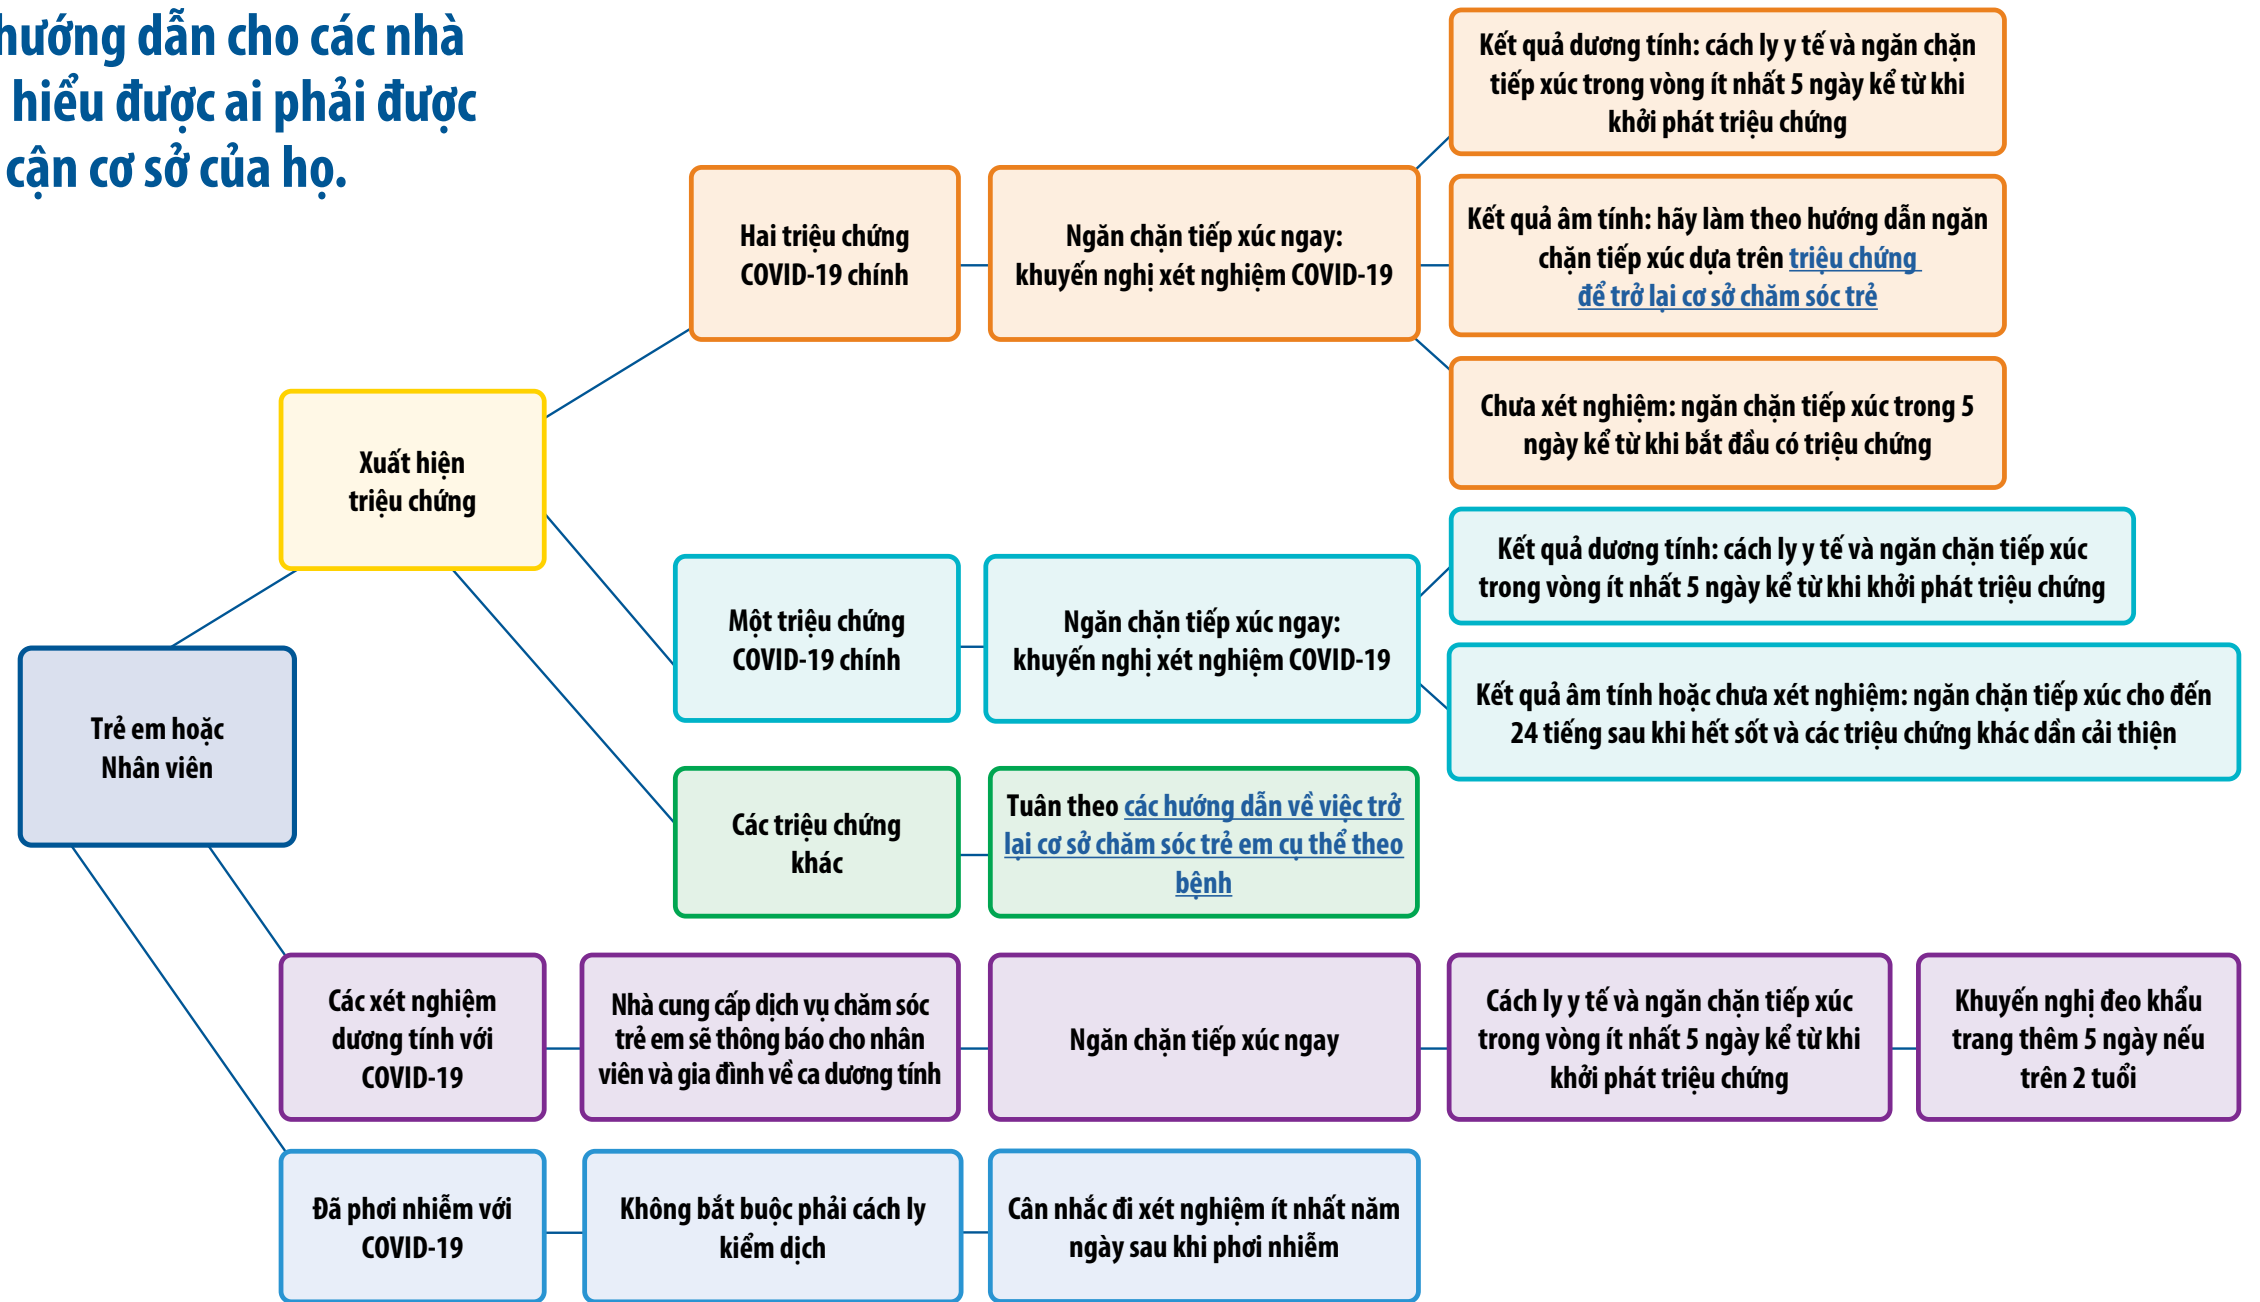 hướng dẫn cho các nhà
hiểu được ai phải được
cận cơ sở của họ.
Trẻ em hoặc
Nhân viên
Xuất hiện
triệu chứng
Hai triệu chứng
COVID-19 chính
Ngăn chặn tiếp xúc ngay:
khuyến nghị xét nghiệm COVID-19
Kết quả dương tính: cách ly y tế và ngăn chặn
tiếp xúc trong vòng ít nhất 5 ngày kể từ khi
khởi phát triệu chứng
Kết quả âm tính: hãy làm theo hướng dẫn ngăn
chặn tiếp xúc dựa trên triệu chứng
để trở lại cơ sở chăm sóc trẻ
Chưa xét nghiệm: ngăn chặn tiếp xúc trong 5
ngày kể từ khi bắt đầu có triệu chứng
Một triệu chứng
COVID-19 chính
Ngăn chặn tiếp xúc ngay:
khuyến nghị xét nghiệm COVID-19
Kết quả dương tính: cách ly y tế và ngăn chặn tiếp xúc
trong vòng ít nhất 5 ngày kể từ khi khởi phát triệu chứng
Kết quả âm tính hoặc chưa xét nghiệm: ngăn chặn tiếp xúc cho đến
24 tiếng sau khi hết sốt và các triệu chứng khác dần cải thiện
Các triệu chứng
khác
Tuân theo các hướng dẫn về việc trở
lại cơ sở chăm sóc trẻ em cụ thể theo
bệnh
Các xét nghiệm
dương tính với
COVID-19
Nhà cung cấp dịch vụ chăm sóc
trẻ em sẽ thông báo cho nhân
viên và gia đình về ca dương tính
Ngăn chặn tiếp xúc ngay
Cách ly y tế và ngăn chặn tiếp xúc
trong vòng ít nhất 5 ngày kể từ khi
khởi phát triệu chứng
Khuyến nghị đeo khẩu
trang thêm 5 ngày nếu
trên 2 tuổi
Đã phơi nhiễm với
COVID-19
Không bắt buộc phải cách ly
kiểm dịch
Cân nhắc đi xét nghiệm ít nhất năm
ngày sau khi phơi nhiễm